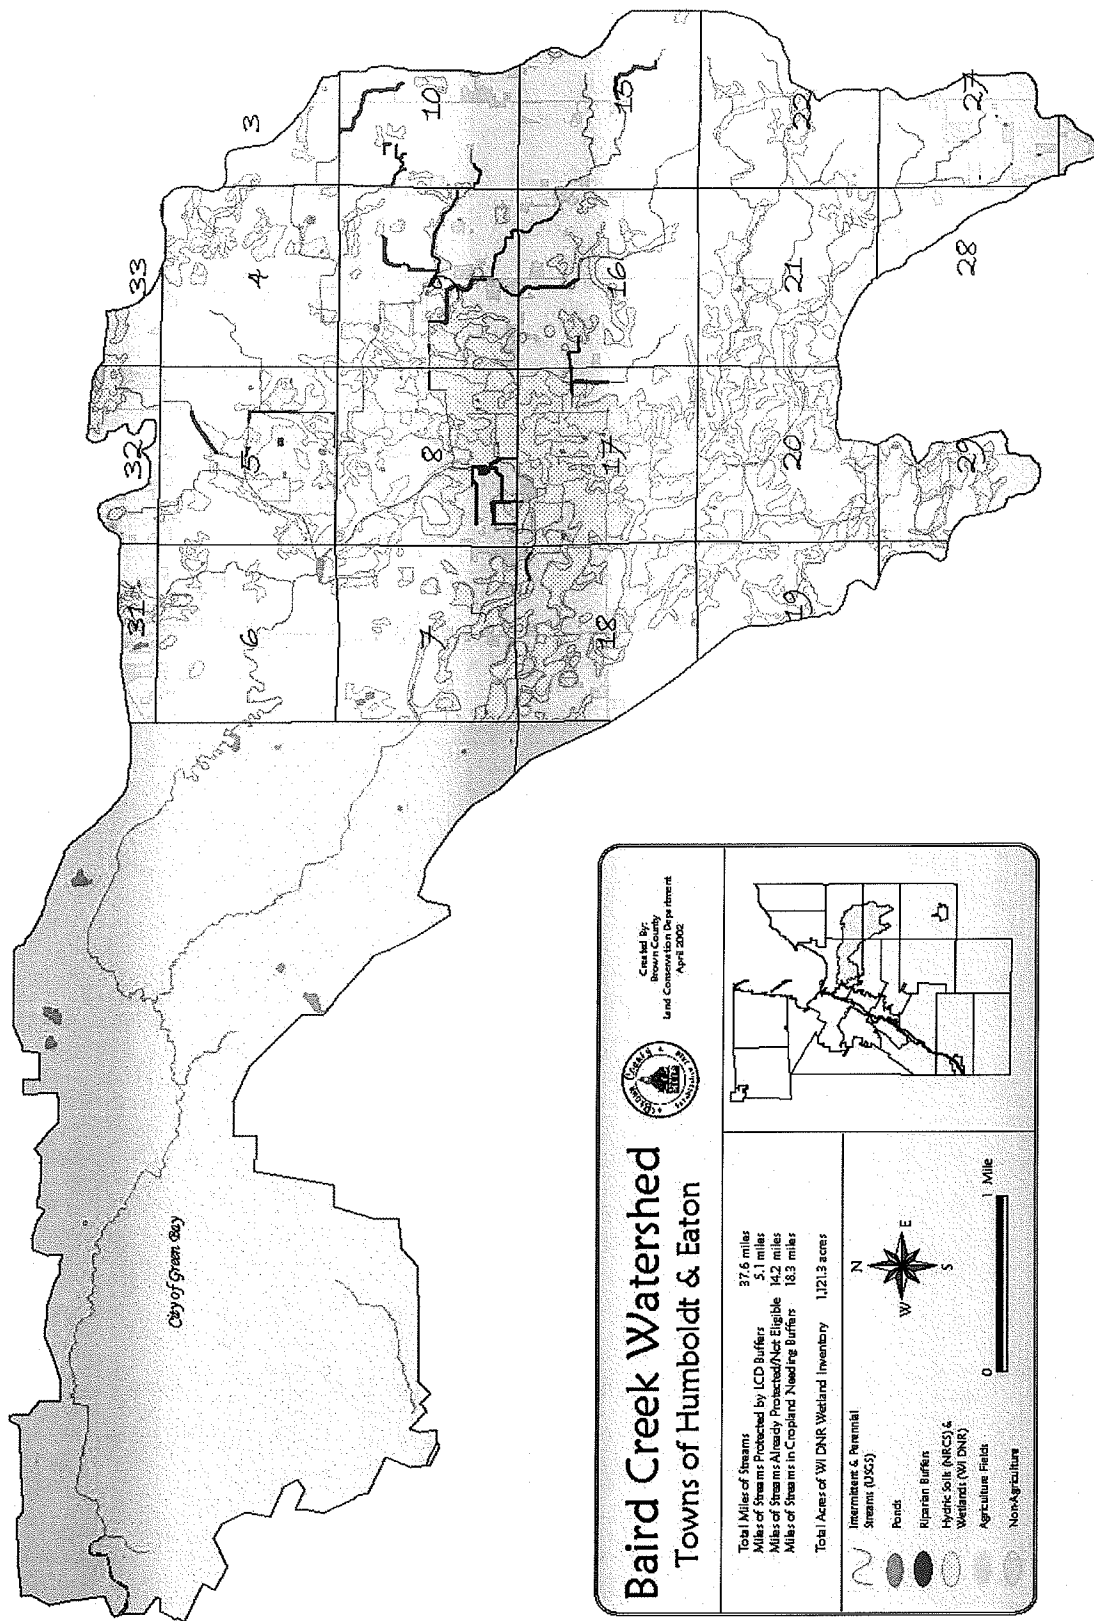 Baird Creek Watershed
Towns of Humboldt & Eaton
Created By:
Brown County
Land Conservation Department
April 2002
Total Miles of Streams 37.6 miles
Miles of Streams Protected by LCD Buffers 5.1 miles
Miles of Streams Already Protected/Not Eligible 14.2 miles
Miles of Streams in Cropland Needing Buffers 18.3 miles
Total Acres of WI DNR Wetland Inventory 1,121.3 acres
Intermittent & Perennial
Streams (USGS)
Ponds
Riparian Buffers
Hydric Soils (NRCS) &
Wetlands (WI DNR)
Agriculture Fields
Non-Agriculture
N
W
E
S
0 1 Mile
City of Green Bay
31
32
33
6
5
4
3
7
8
9
10
18
17
16
15
19
20
21
22
29
28
27